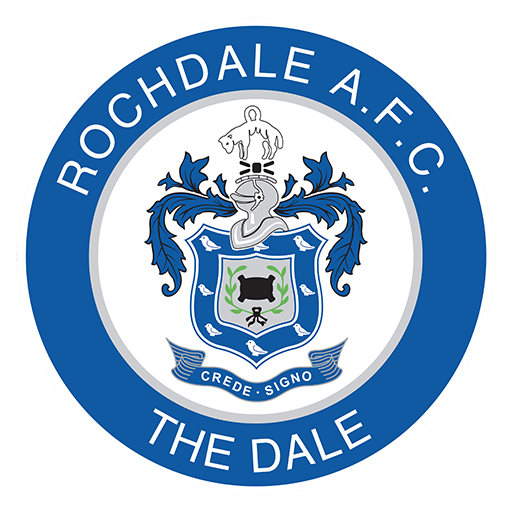 ROCHDALE A.F.C.
CREDE · SIGNO
THE DALE